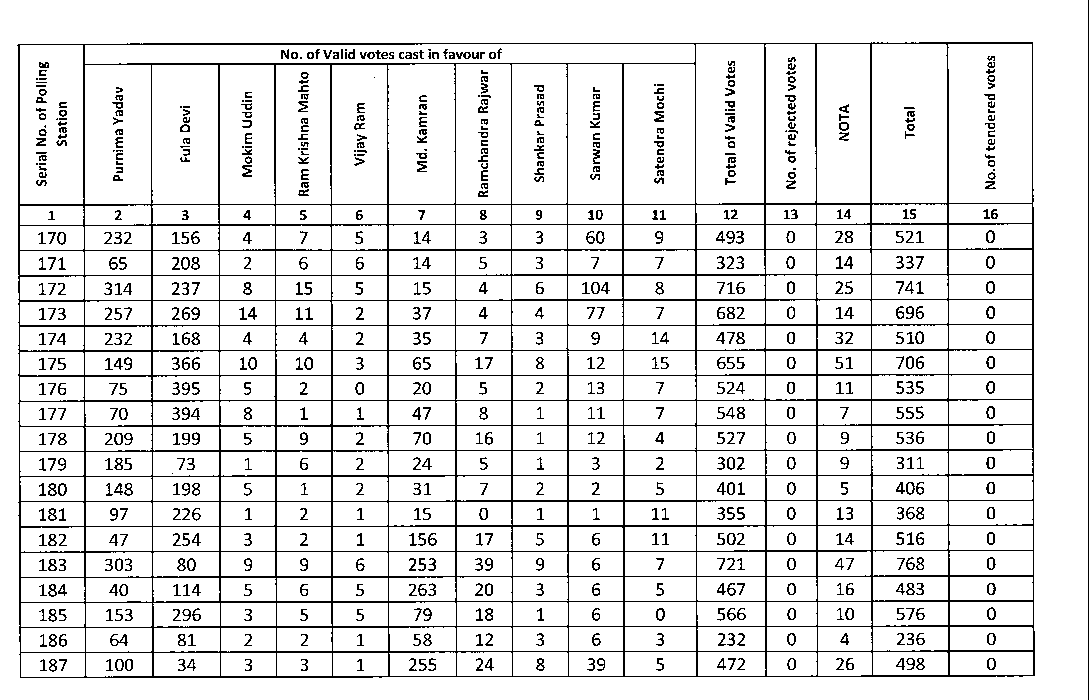 No. of Valid votes cast in favour of
Serial No. of Polling Station Purnima Yadav Fula Devi Mokim Uddin Ram Krishna Mahto Vijay Ram Md. Kamran Ramchandra Rajwar Shankar Prasad Sarwan Kumar Satendra Mochi Total of Valid Votes No. of rejected votes NOTA Total No.of tendered votes
1 2 3 4 5 6 7 8 9 10 11 12 13 14 15 16
170 232 156 4 7 5 14 3 3 60 9 493 0 28 521 0
171 65 208 2 6 6 14 5 3 7 7 323 0 14 337 0
172 314 237 8 15 5 15 4 6 104 8 716 0 25 741 0
173 257 269 14 11 2 37 4 4 77 7 682 0 14 696 0
174 232 168 4 4 2 35 7 3 9 14 478 0 32 510 0
175 149 366 10 10 3 65 17 8 12 15 655 0 51 706 0
176 75 395 5 2 0 20 5 2 13 7 524 0 11 535 0
177 70 394 8 1 1 47 8 1 11 7 548 0 7 555 0
178 209 199 5 9 2 70 16 1 12 4 527 0 9 536 0
179 185 73 1 6 2 24 5 1 3 2 302 0 9 311 0
180 148 198 5 1 2 31 7 2 2 5 401 0 5 406 0
181 97 226 1 2 1 15 0 1 1 11 355 0 13 368 0
182 47 254 3 2 1 156 17 5 6 11 502 0 14 516 0
183 303 80 9 9 6 253 39 9 6 7 721 0 47 768 0
184 40 114 5 6 5 263 20 3 6 5 467 0 16 483 0
185 153 296 3 5 5 79 18 1 6 0 566 0 10 576 0
186 64 81 2 2 1 58 12 3 6 3 232 0 4 236 0
187 100 34 3 3 1 255 24 8 39 5 472 0 26 498 0